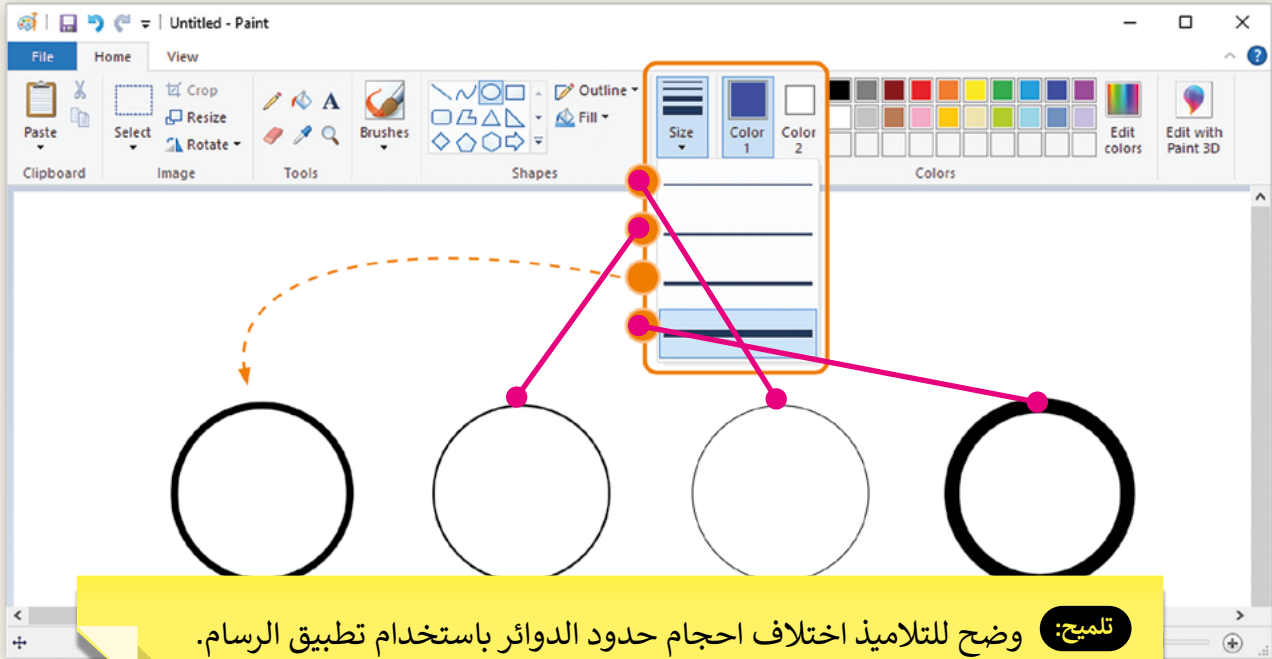 Untitled - Paint
File Home View
Paste
Select
Crop
Resize
Rotate
A
Brushes
Outline
Fill
Size
Color 1
Color 2
Edit colors
Edit with Paint 3D
Clipboard Image Tools Shapes Colors
تلميح: وضح للتلاميذ اختلاف احجام حدود الدوائر باستخدام تطبيق الرسام.